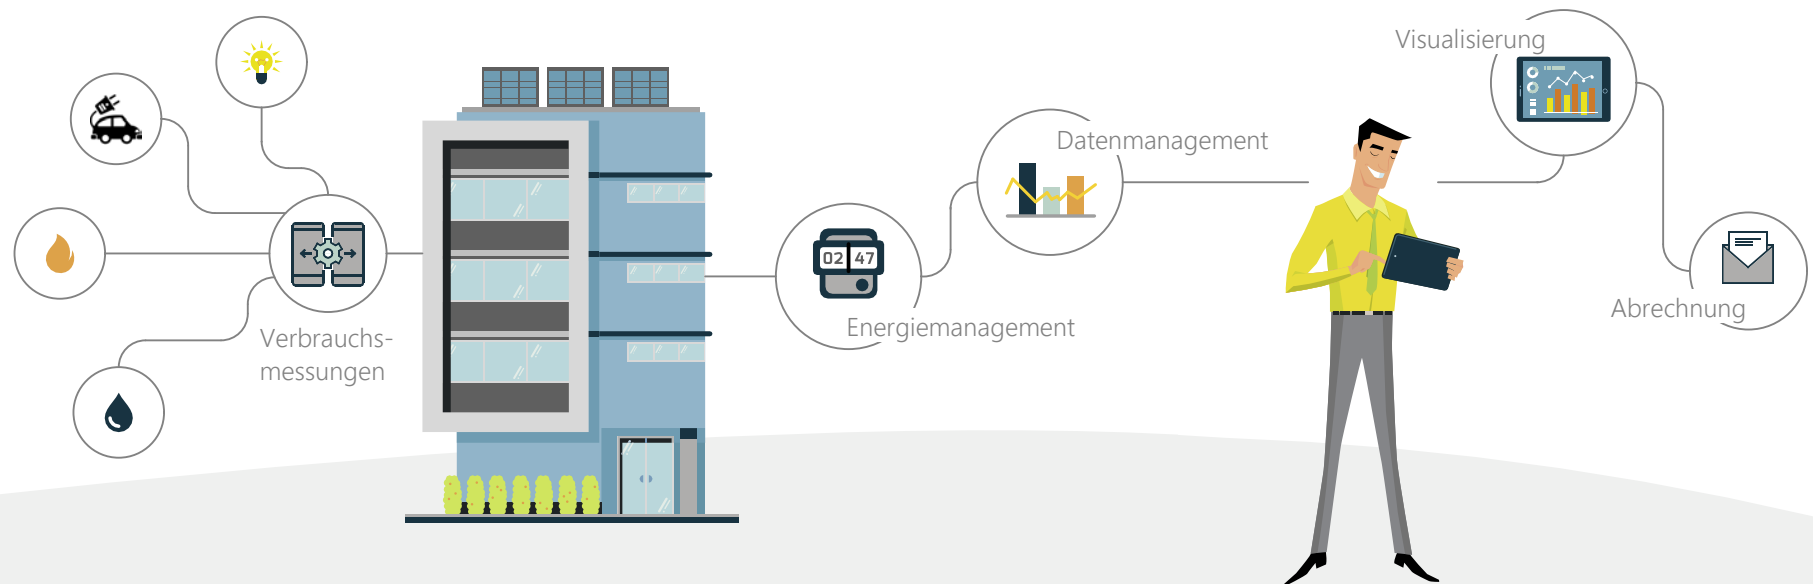 Verbrauchs-
messungen
02 47
Energiemanagement
Datenmanagement
Visualisierung
Abrechnung